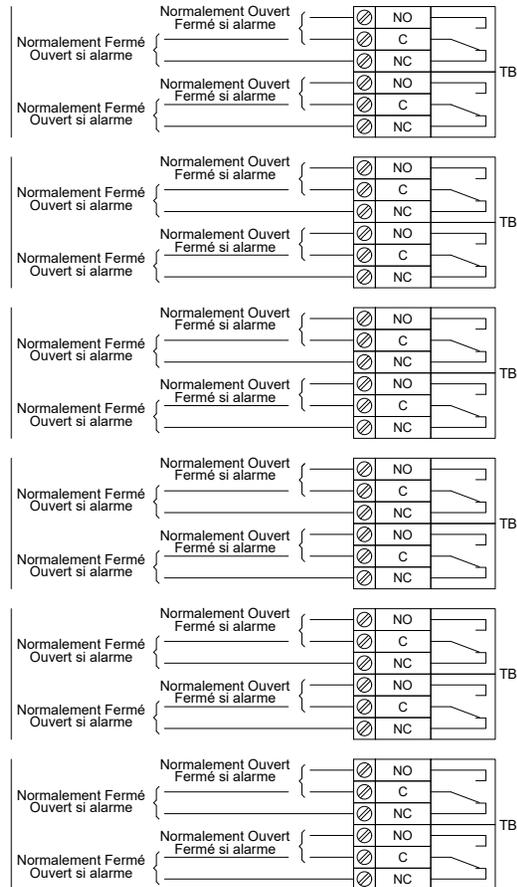 Normalement Ouvert
Fermé si alarme
NO
Normalement Fermé
Ouvert si alarme
C
NC
TB
Normalement Ouvert
Fermé si alarme
NO
Normalement Fermé
Ouvert si alarme
C
NC
Normalement Ouvert
Fermé si alarme
NO
Normalement Fermé
Ouvert si alarme
C
NC
TB
Normalement Ouvert
Fermé si alarme
NO
Normalement Fermé
Ouvert si alarme
C
NC
Normalement Ouvert
Fermé si alarme
NO
Normalement Fermé
Ouvert si alarme
C
NC
TB
Normalement Ouvert
Fermé si alarme
NO
Normalement Fermé
Ouvert si alarme
C
NC
Normalement Ouvert
Fermé si alarme
NO
Normalement Fermé
Ouvert si alarme
C
NC
TB
Normalement Ouvert
Fermé si alarme
NO
Normalement Fermé
Ouvert si alarme
C
NC
Normalement Ouvert
Fermé si alarme
NO
Normalement Fermé
Ouvert si alarme
C
NC
TB
Normalement Ouvert
Fermé si alarme
NO
Normalement Fermé
Ouvert si alarme
C
NC
Normalement Ouvert
Fermé si alarme
NO
Normalement Fermé
Ouvert si alarme
C
NC
TB
Normalement Ouvert
Fermé si alarme
NO
Normalement Fermé
Ouvert si alarme
C
NC